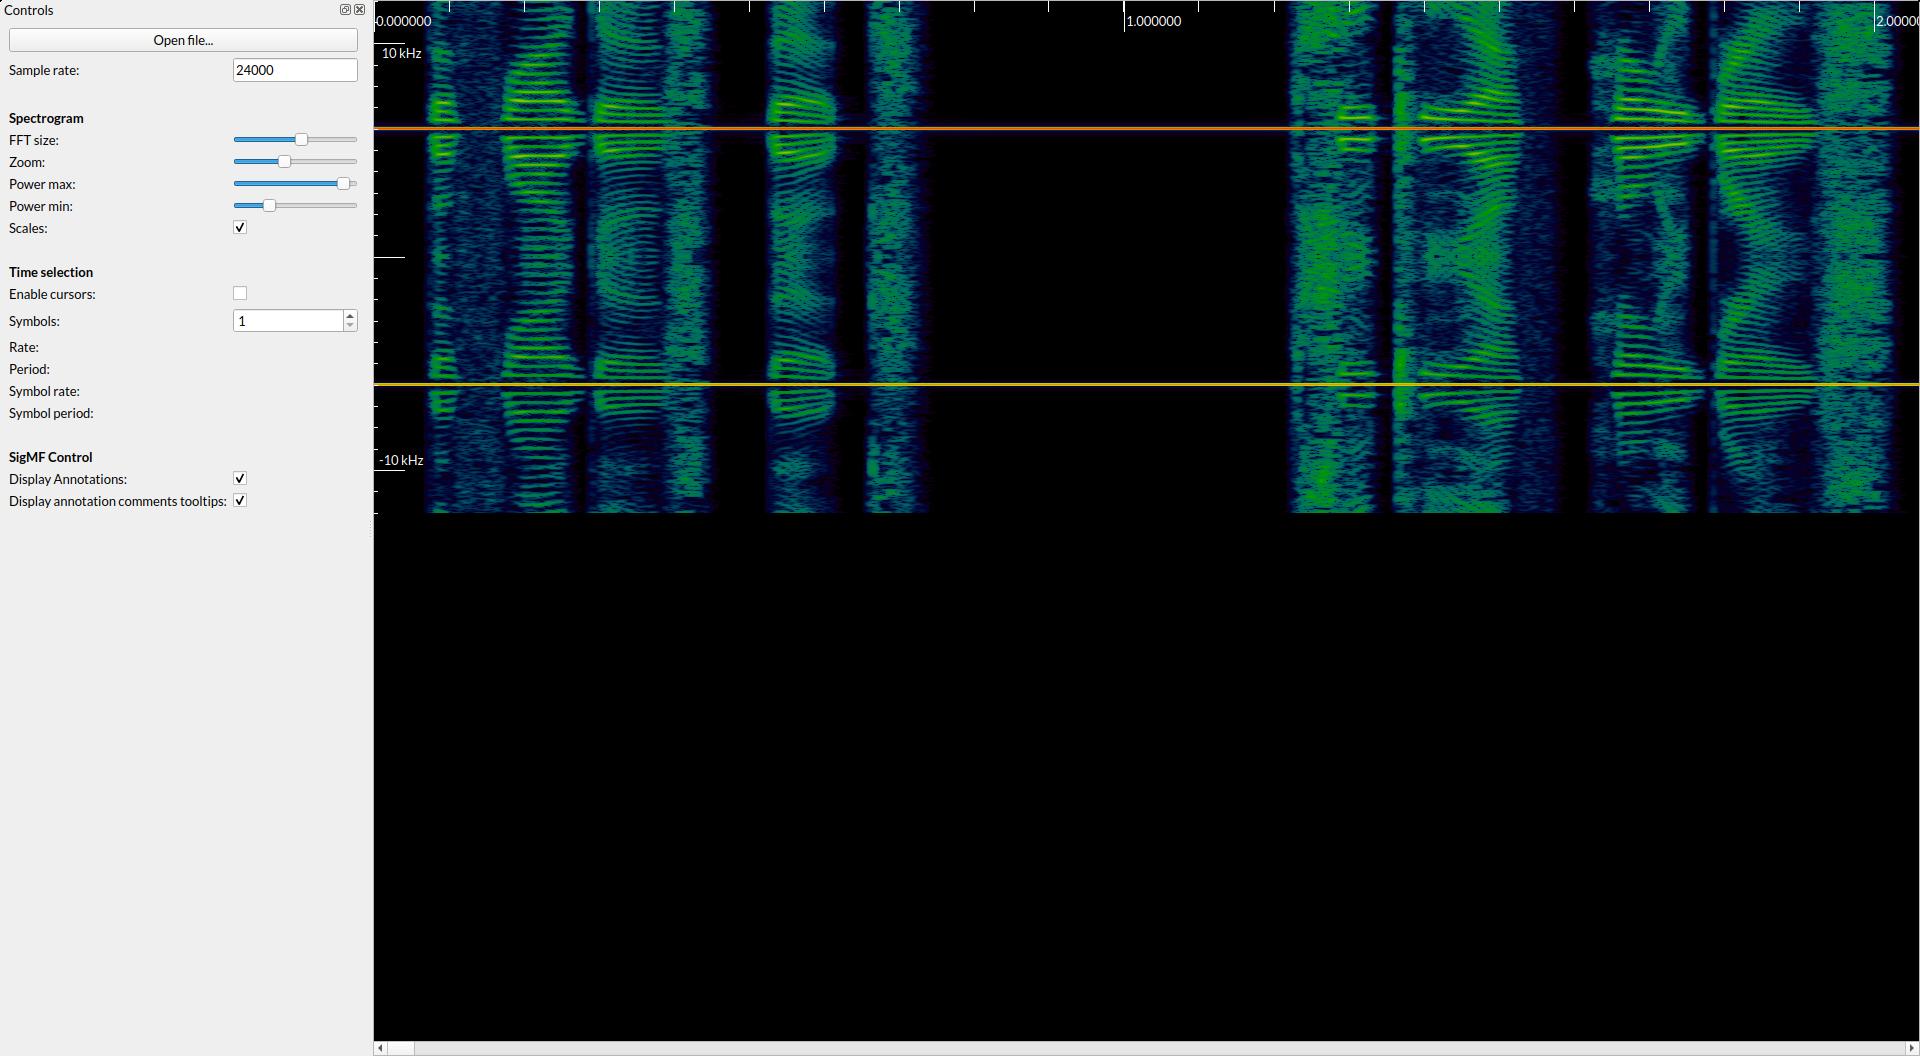 Controls
Open file...
Sample rate: 24000
Spectrogram
FFT size:
Zoom:
Power max:
Power min:
Scales:
Time selection
Enable cursors:
Symbols: 1
Rate:
Period:
Symbol rate:
Symbol period:
SigMF Control
Display Annotations:
Display annotation comments tooltips:
0.000000 1.000000 2.00000
10 kHz
-10 kHz